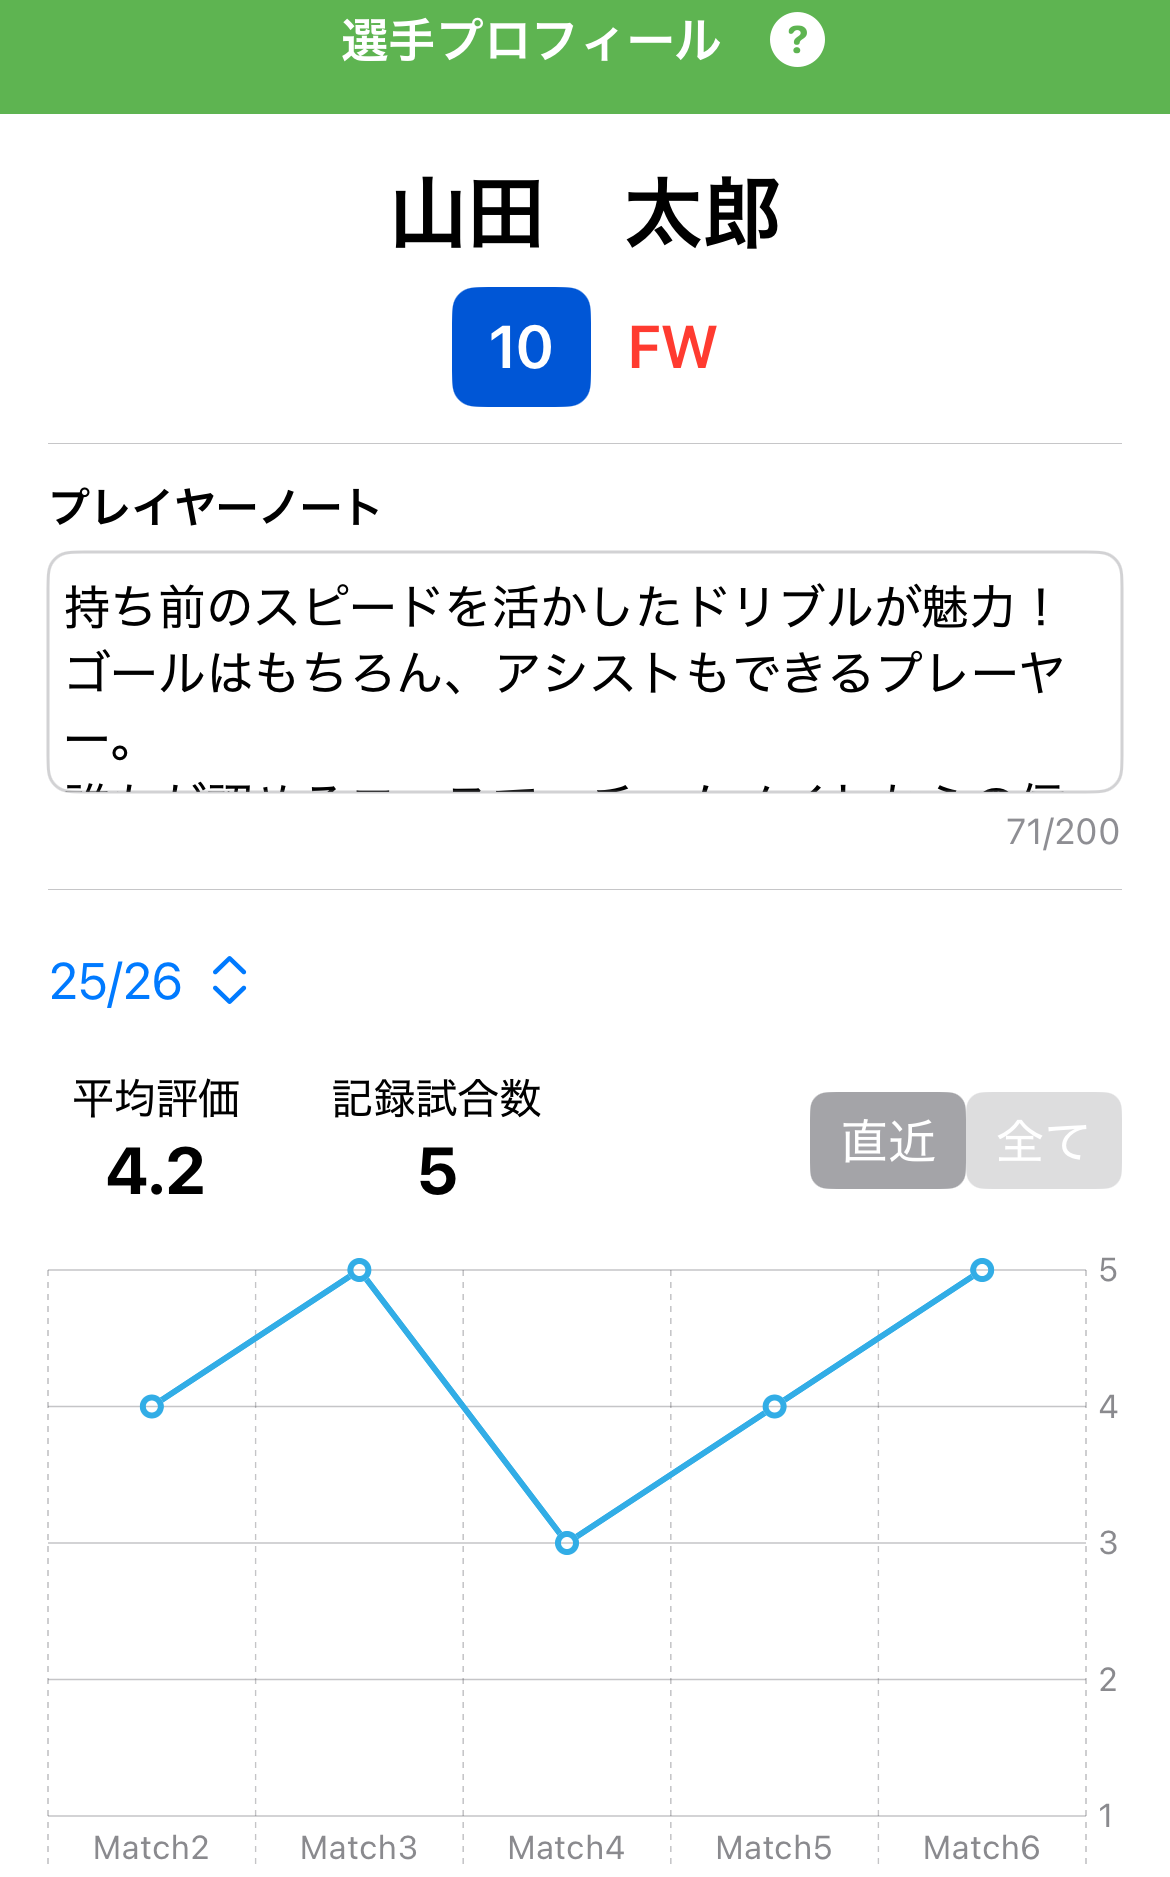 選手プロフィール ?
山田　太郎
10 FW
プレイヤーノート
持ち前のスピードを活かしたドリブルが魅力！
ゴールはもちろん、アシストもできるプレーヤ
ー。
71/200
25/26
平均評価 記録試合数
4.2 5
直近 全て
5
4
3
2
1
Match2 Match3 Match4 Match5 Match6